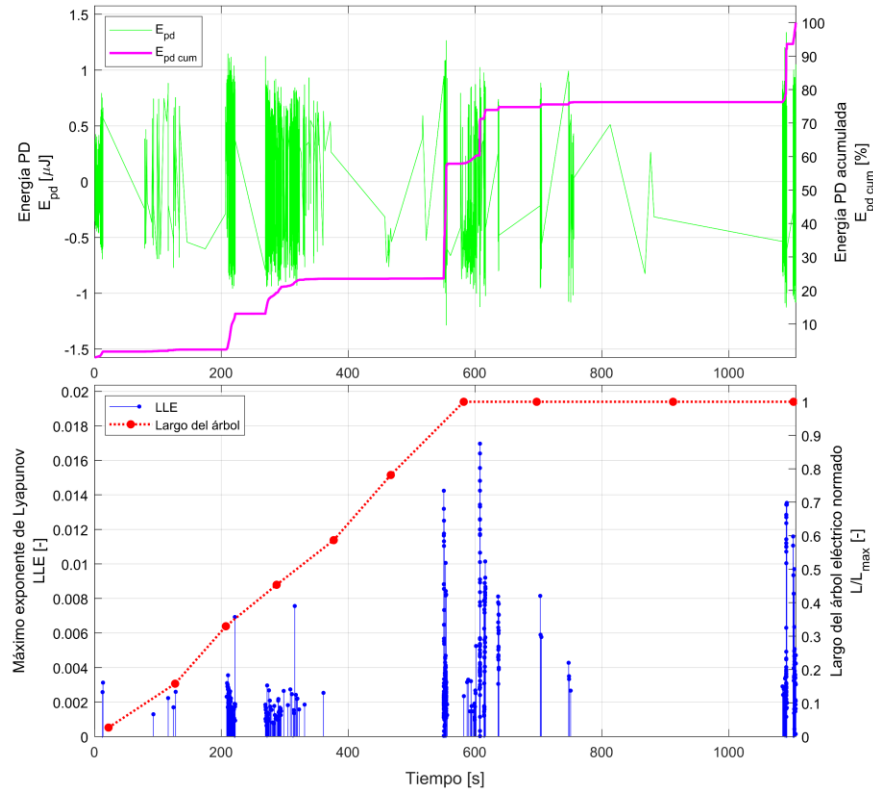 1.5
1
0.5
0
-0.5
-1
-1.5
Energía PD
E_pd [μJ]
E_pd
E_pd cum
100
90
80
70
60
50
40
30
20
10
Energía PD acumulada
E_pd cum [%]
0 200 400 600 800 1000
0.02
0.018
0.016
0.014
0.012
0.01
0.008
0.006
0.004
0.002
0
Máximo exponente de Lyapunov
LLE [-]
LLE
Largo del árbol
1
0.9
0.8
0.7
0.6
0.5
0.4
0.3
0.2
0.1
0
Largo del árbol eléctrico normado
L/L_max [-]
0 200 400 600 800 1000
Tiempo [s]